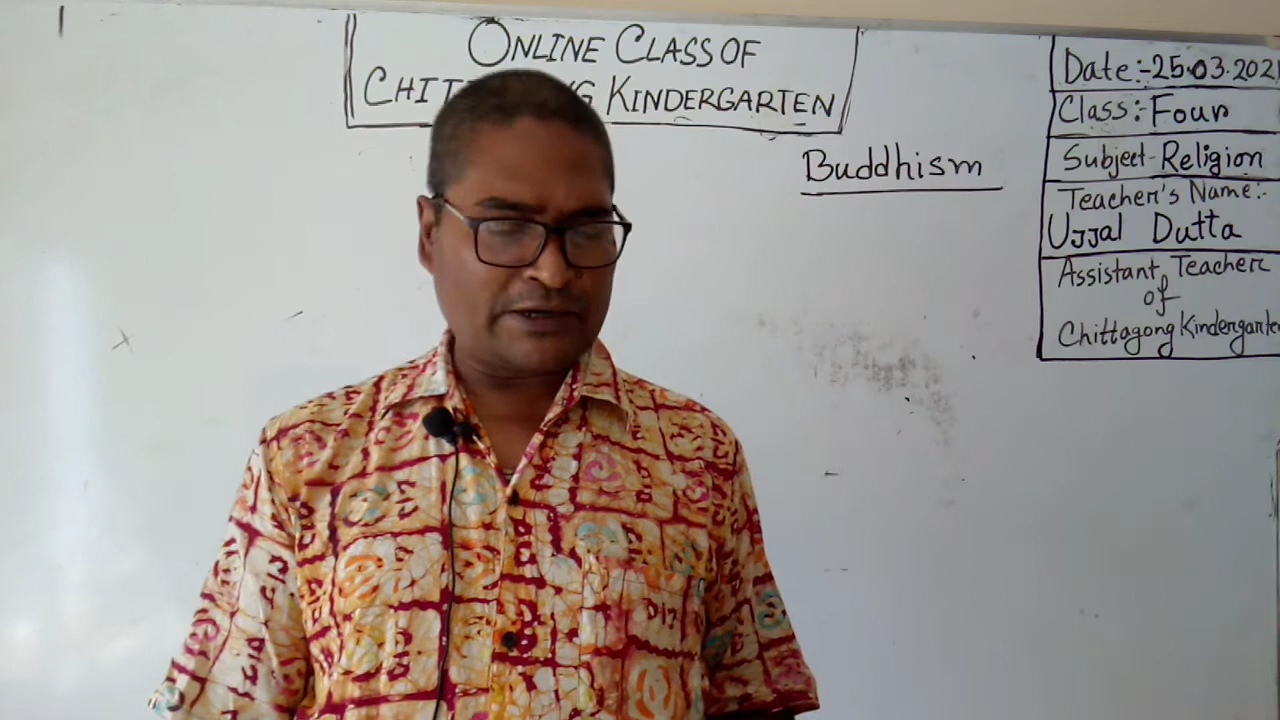 ONLINE CLASS OF
KINDERGARTEN
Buddhism
Date:-25.03.2021
Class: Four
Subject-Religion
Teacher's Name:-
Ujjal Dutta
Assistant Teacher
of
Chittagong Kindergarten